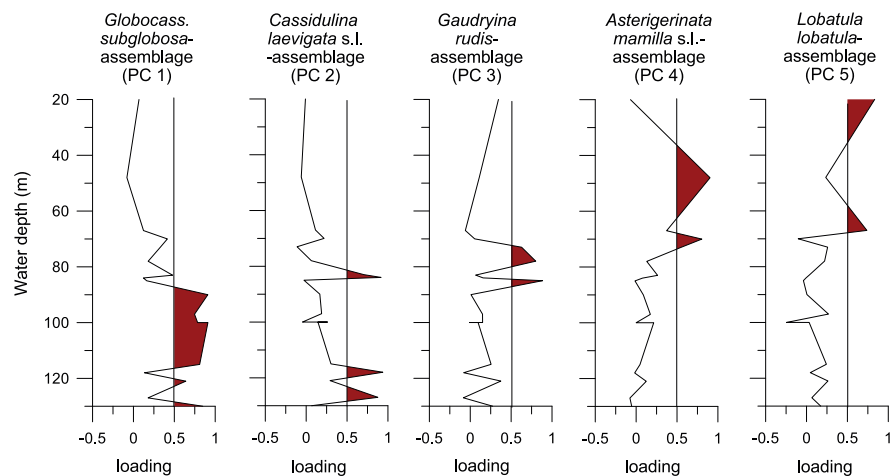 Globocass.
subglobosa-
assemblage
(PC 1)
Cassidulina
laevigata s.l.
-assemblage
(PC 2)
Gaudryina
rudis-
assemblage
(PC 3)
Asterigerinata
mamilla s.l.-
assemblage
(PC 4)
Lobatula
lobatula-
assemblage
(PC 5)
Water depth (m)
20
40
60
80
100
120
-0.5 0 0.5 1
-0.5 0 0.5 1
-0.5 0 0.5 1
-0.5 0 0.5 1
-0.5 0 0.5 1
loading
loading
loading
loading
loading